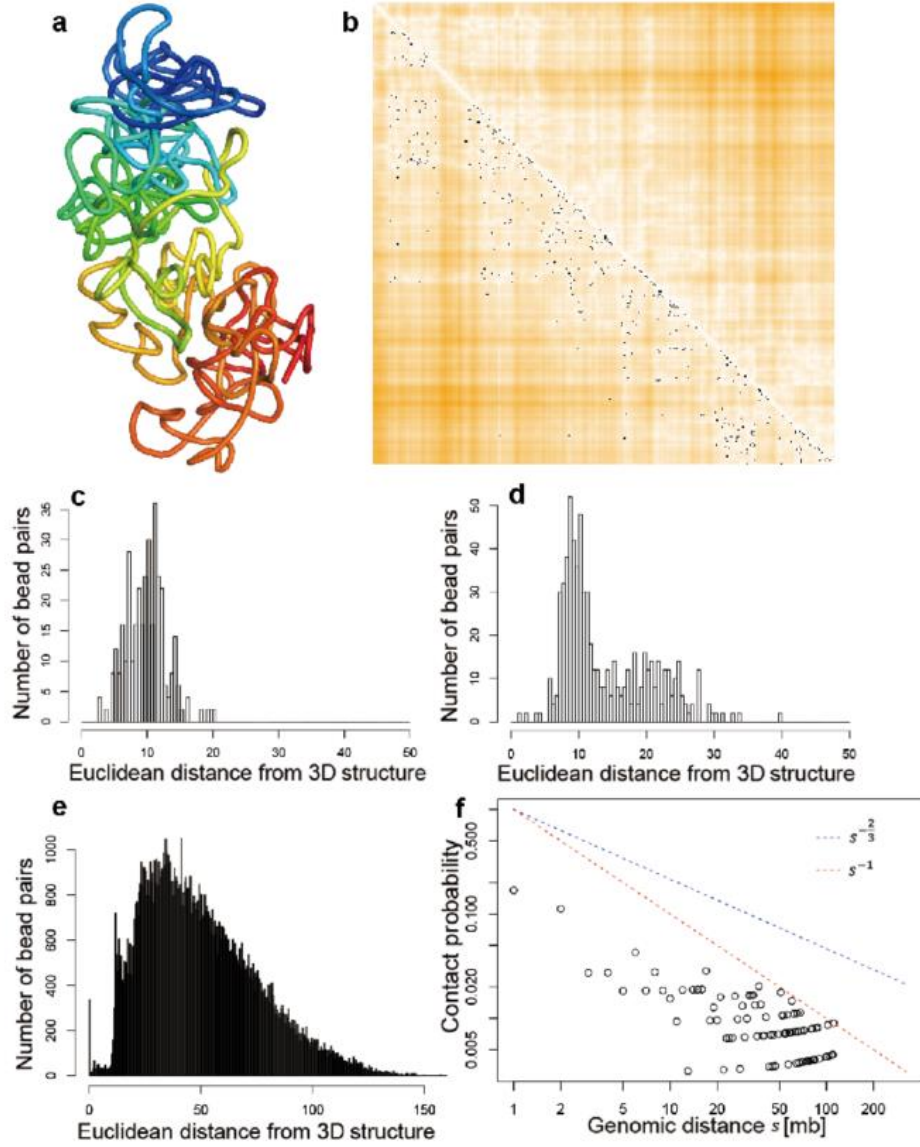 a
b
c
Number of bead pairs
0 5 10 15 20 25 30 35
0 10 20 30 40 50
Euclidean distance from 3D structure
d
Number of bead pairs
0 10 20 30 40 50
0 10 20 30 40 50
Euclidean distance from 3D structure
e
Number of bead pairs
0 200 400 600 800 1000
0 50 100 150
Euclidean distance from 3D structure
f
Contact probability
0.005 0.020 0.100 0.500
s^{-2/3}
s^{-1}
1 2 5 10 20 50 100 200
Genomic distance s [mb]